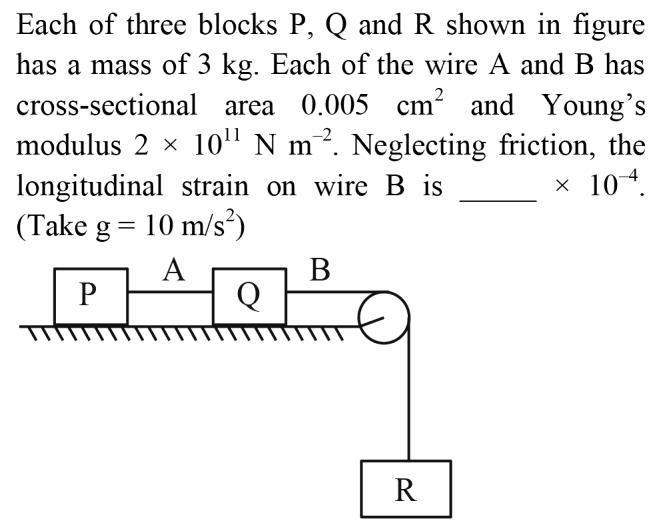 Each of three blocks P, Q and R shown in figure
has a mass of 3 kg. Each of the wire A and B has
cross-sectional area 0.005 cm² and Young's
modulus 2 × 10¹¹ N m⁻². Neglecting friction, the
longitudinal strain on wire B is ______ × 10⁻⁴.
(Take g = 10 m/s²)
A B
P Q
R